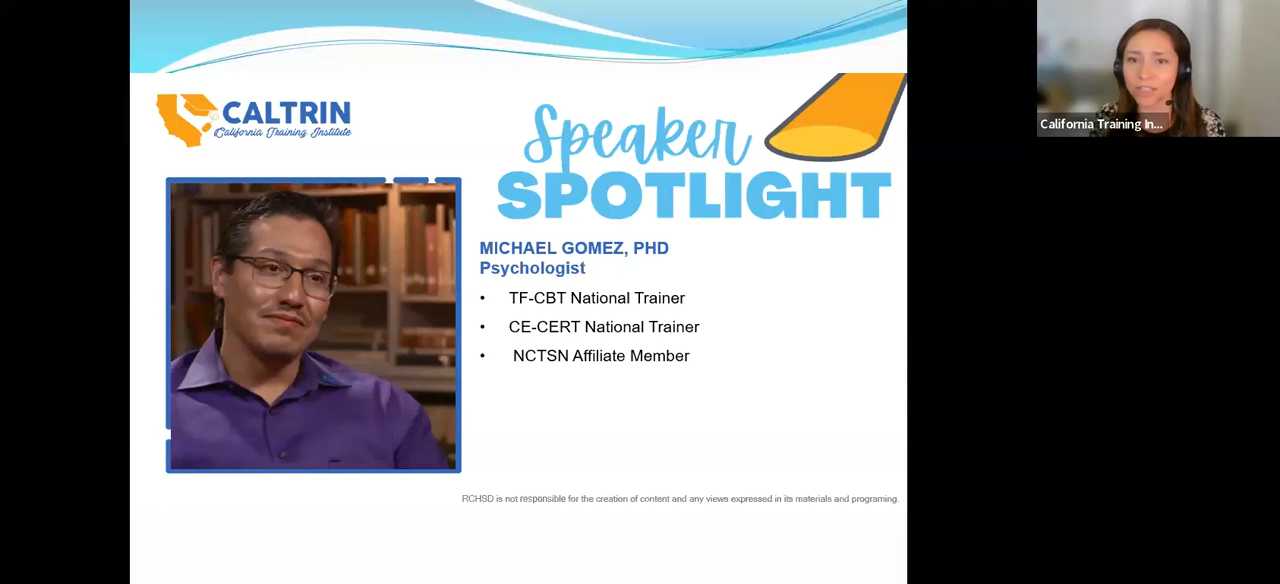 CALTRIN
California Training Institute
Speaker
SPOTLIGHT
MICHAEL GOMEZ, PHD
Psychologist
• TF-CBT National Trainer
• CE-CERT National Trainer
• NCTSN Affiliate Member
RCHSD is not responsible for the creation of content and any views expressed in its materials and programing.
California Training In...